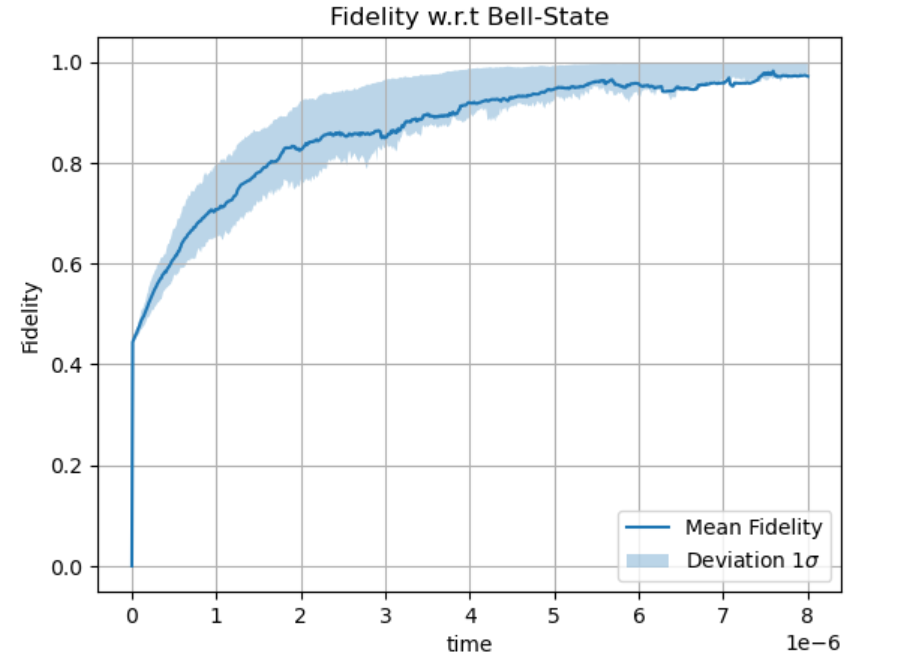 Fidelity w.r.t Bell-State
1.0
0.8
0.6
0.4
0.2
0.0
Fidelity
Mean Fidelity
Deviation 1σ
0 1 2 3 4 5 6 7 8
time
1e−6